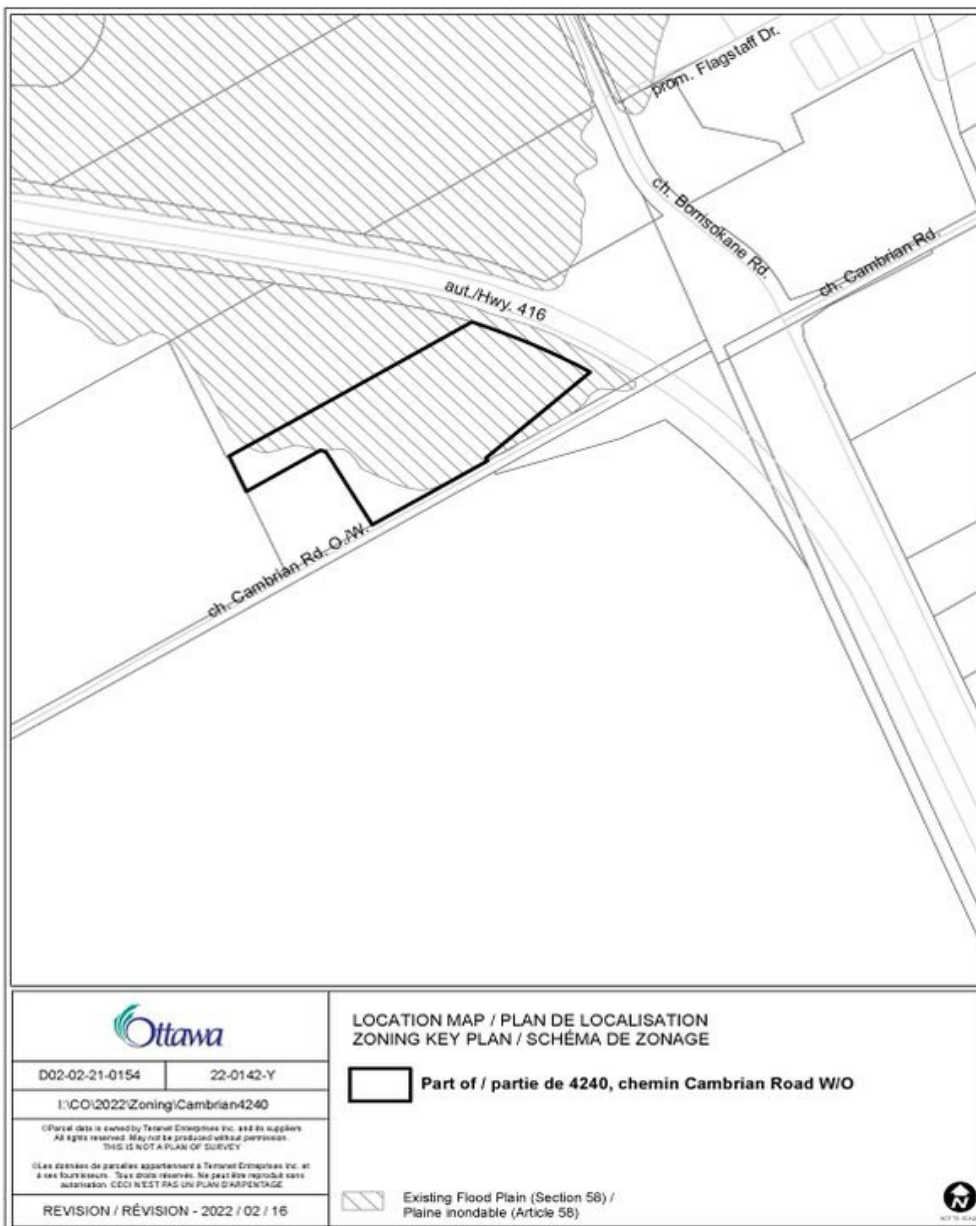 prom. Flagstaff Dr.
ch. Borrisokane Rd.
ch. Cambrian Rd.
aut./Hwy. 416
ch. Cambrian Rd. O./W.
Ottawa
D02-02-21-0154
22-0142-Y
I:\CO\2022\Zoning\Cambrian4240
©Parcel data is owned by Teranet Enterprises Inc. and its suppliers
All rights reserved. May not be produced without permission.
THIS IS NOT A PLAN OF SURVEY
©Les données de parcelles appartiennent à Teranet Entreprises Inc. et
à ses fournisseurs. Tous droits réservés. Ne peut être reproduit sans
autorisation. CECI N'EST PAS UN PLAN D'ARPENTAGE
REVISION / RÉVISION - 2022 / 02 / 16
LOCATION MAP / PLAN DE LOCALISATION
ZONING KEY PLAN / SCHÉMA DE ZONAGE
Part of / partie de 4240, chemin Cambrian Road W/O
Existing Flood Plain (Section 58) /
Plaine inondable (Article 58)
N
NOT TO SCALE